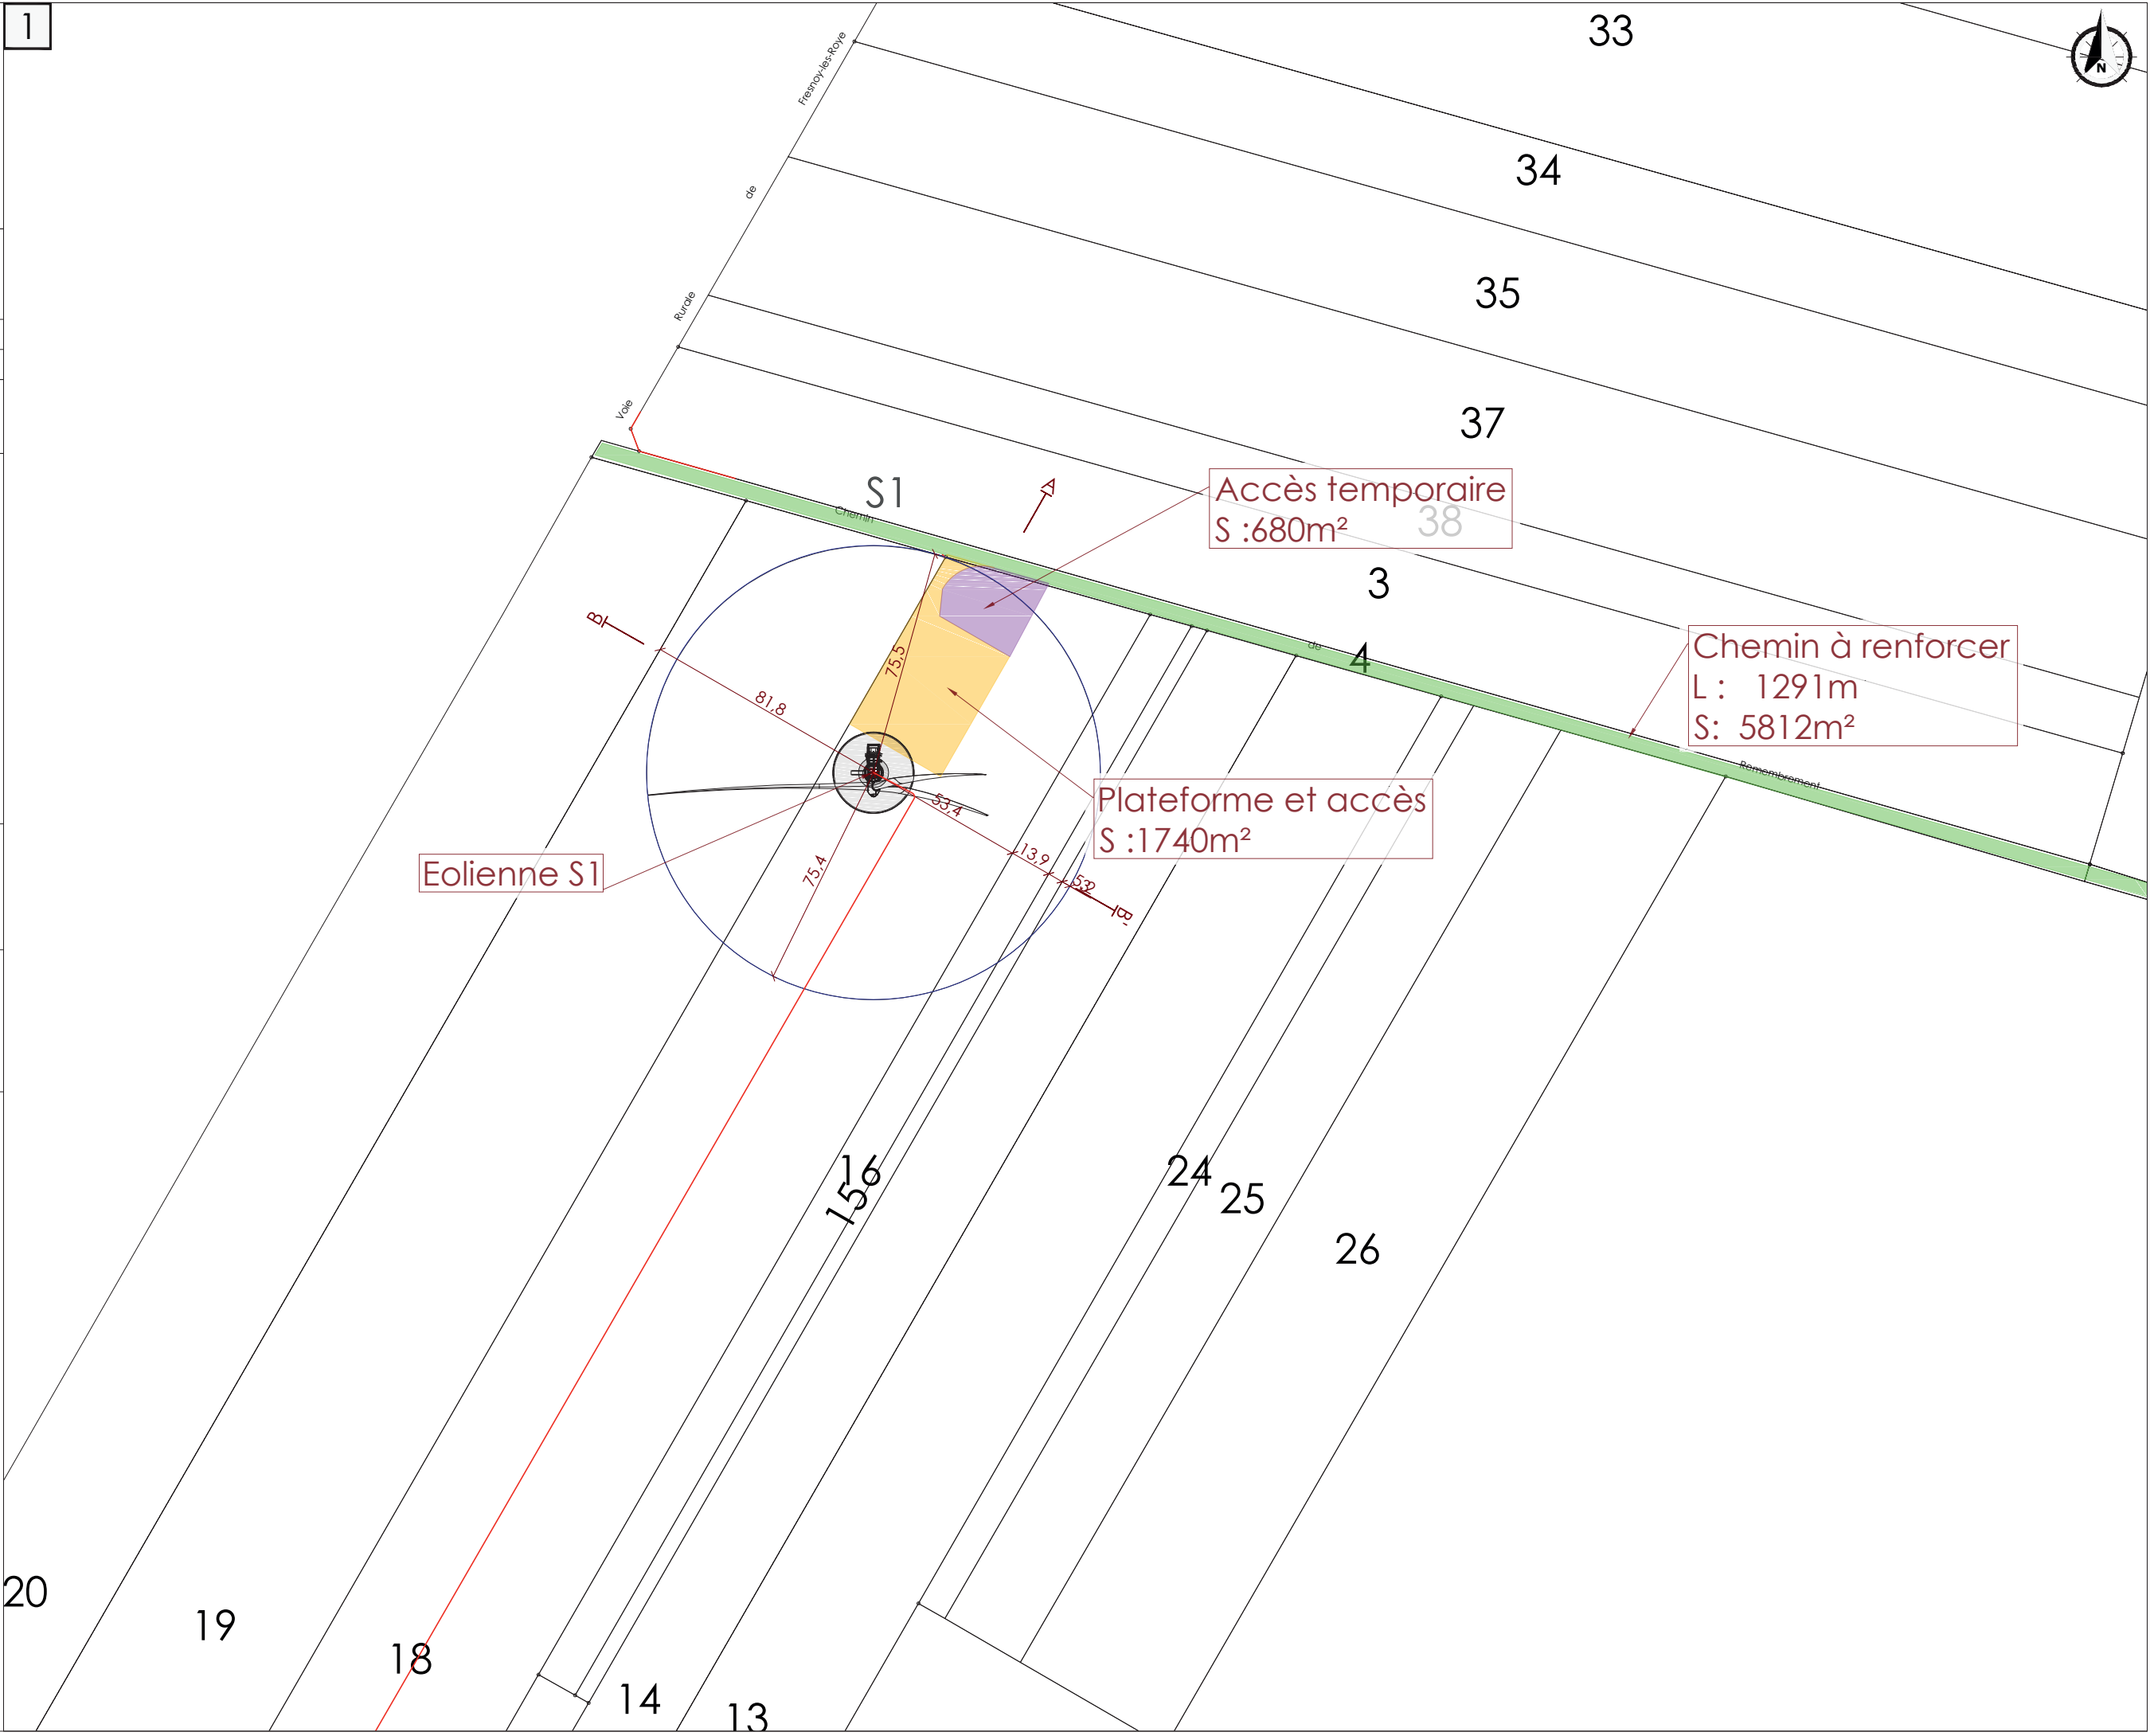 1
33
N
Fresnoy-les-Roye
34
de
35
Rurale
37
Voie
S1
A
Accès temporaire
S :680m²
38
Chemin
3
B
de
4
Chemin à renforcer
L : 1291m
S: 5812m²
75,5
81,8
Remembrement
Plateforme et accès
S :1740m²
53,4
13,9
Eolienne S1
75,4
B'
16
15
6
24
25
26
20
19
18
14
13